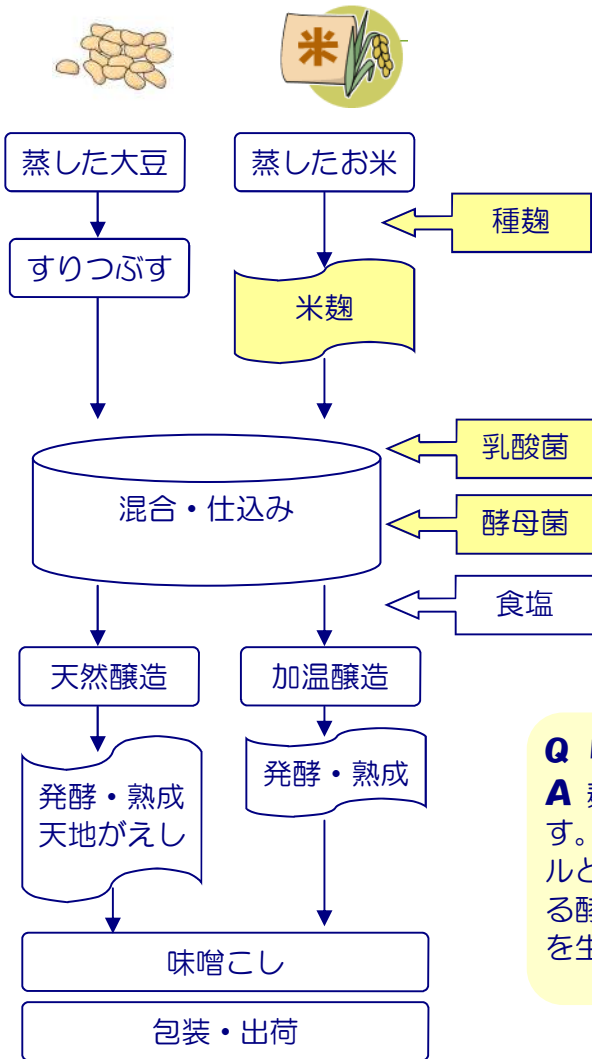 米
蒸した大豆
蒸したお米
種麹
すりつぶす
米麹
乳酸菌
混合・仕込み
酵母菌
食塩
天然醸造
加温醸造
発酵・熟成
天地がえし
発酵・熟成
Q
A
す。
ルと
る酵
を生
味噌こし
包装・出荷